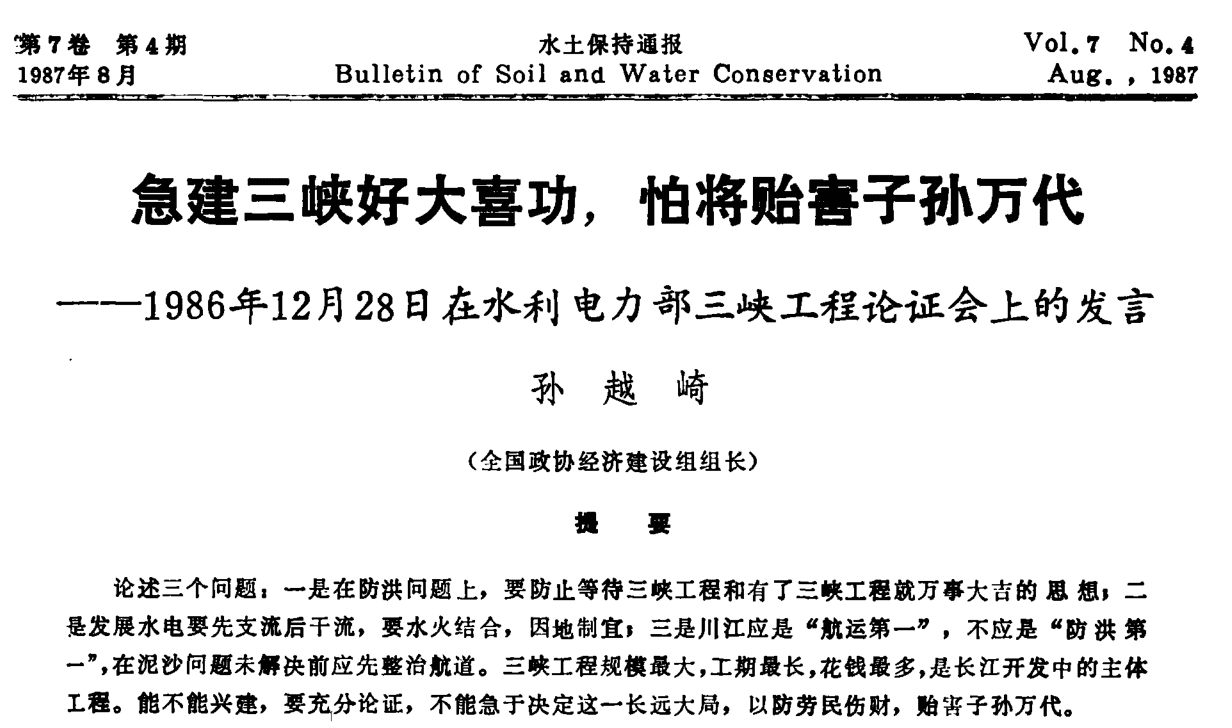 第7卷 第4期 水土保持通报 Vol.7 No.4
1987年8月 Bulletin of Soil and Water Conservation Aug.,1987
急建三峡好大喜功，怕将贻害子孙万代
——1986年12月28日在水利电力部三峡工程论证会上的发言
孙越崎
（全国政协经济建设组组长）
提 要
论述三个问题：一是在防洪问题上，要防止等待三峡工程和有了三峡工程就万事大吉的思想；二
是发展水电要先支流后干流，要水火结合，因地制宜；三是川江应是“航运第一”，不应是“防洪第
一”，在泥沙问题未解决前应先整治航道。三峡工程规模最大，工期最长，花钱最多，是长江开发中的主体
工程。能不能兴建，要充分论证，不能急于决定这一长远大局，以防劳民伤财，贻害子孙万代。